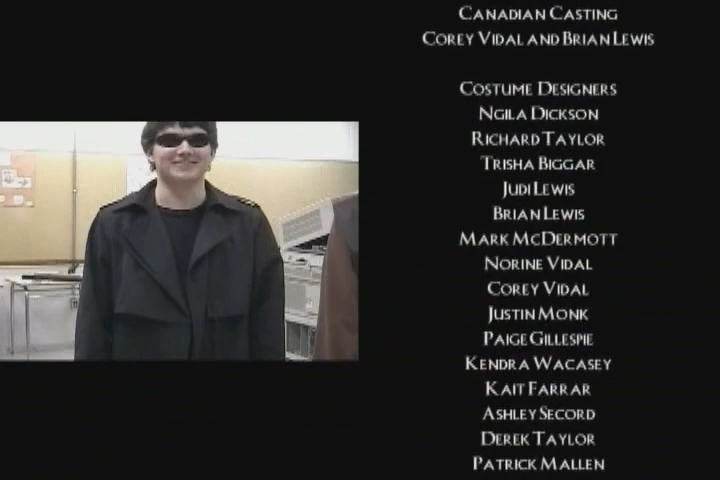 Canadian Casting
Corey Vidal and Brian Lewis
Costume Designers
Ngila Dickson
Richard Taylor
Trisha Biggar
Judi Lewis
Brian Lewis
Mark McDermott
Norine Vidal
Corey Vidal
Justin Monk
Paige Gillespie
Kendra Wacasey
Kait Farrar
Ashley Secord
Derek Taylor
Patrick Mallen